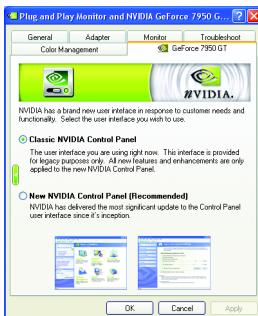 Plug and Play Monitor and NVIDIA GeForce 7950 G...
General
Adapter
Monitor
Troubleshoot
Color Management
GeForce 7950 GT
nVIDIA.
NVIDIA has a brand new user interface in response to customer needs and
functionality. Select the user interface you wish to use.
Classic NVIDIA Control Panel
The user interface you are using right now. This interface is provided
for legacy purposes only. All new features and enhancements are only
applied to the new NVIDIA Control Panel.
New NVIDIA Control Panel (Recommended)
NVIDIA has delivered the most significant update to the Control Panel
user interface since it's inception.
OK
Cancel
Apply